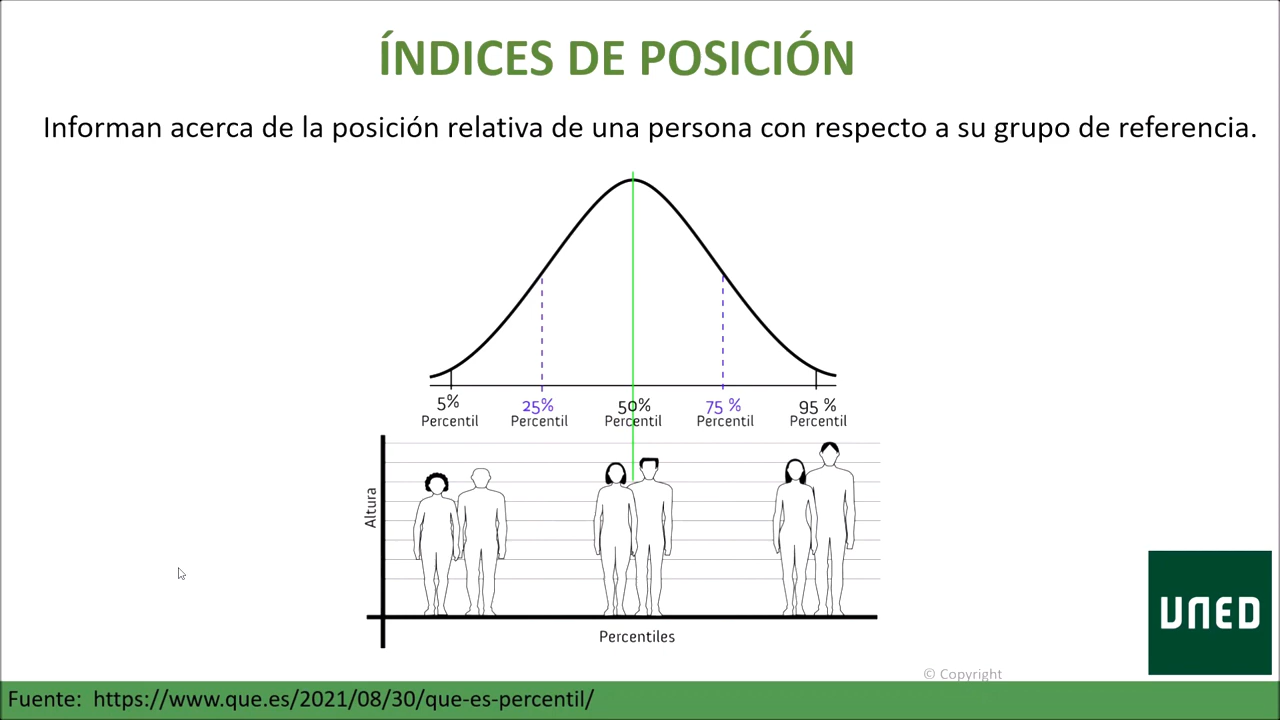 ÍNDICES DE POSICIÓN
Informan acerca de la posición relativa de una persona con respecto a su grupo de referencia.
5% 25% 50% 75 % 95 %
Percentil Percentil Percentil Percentil Percentil
Altura
Percentiles
UNED
© Copyright
Fuente: https://www.que.es/2021/08/30/que-es-percentil/